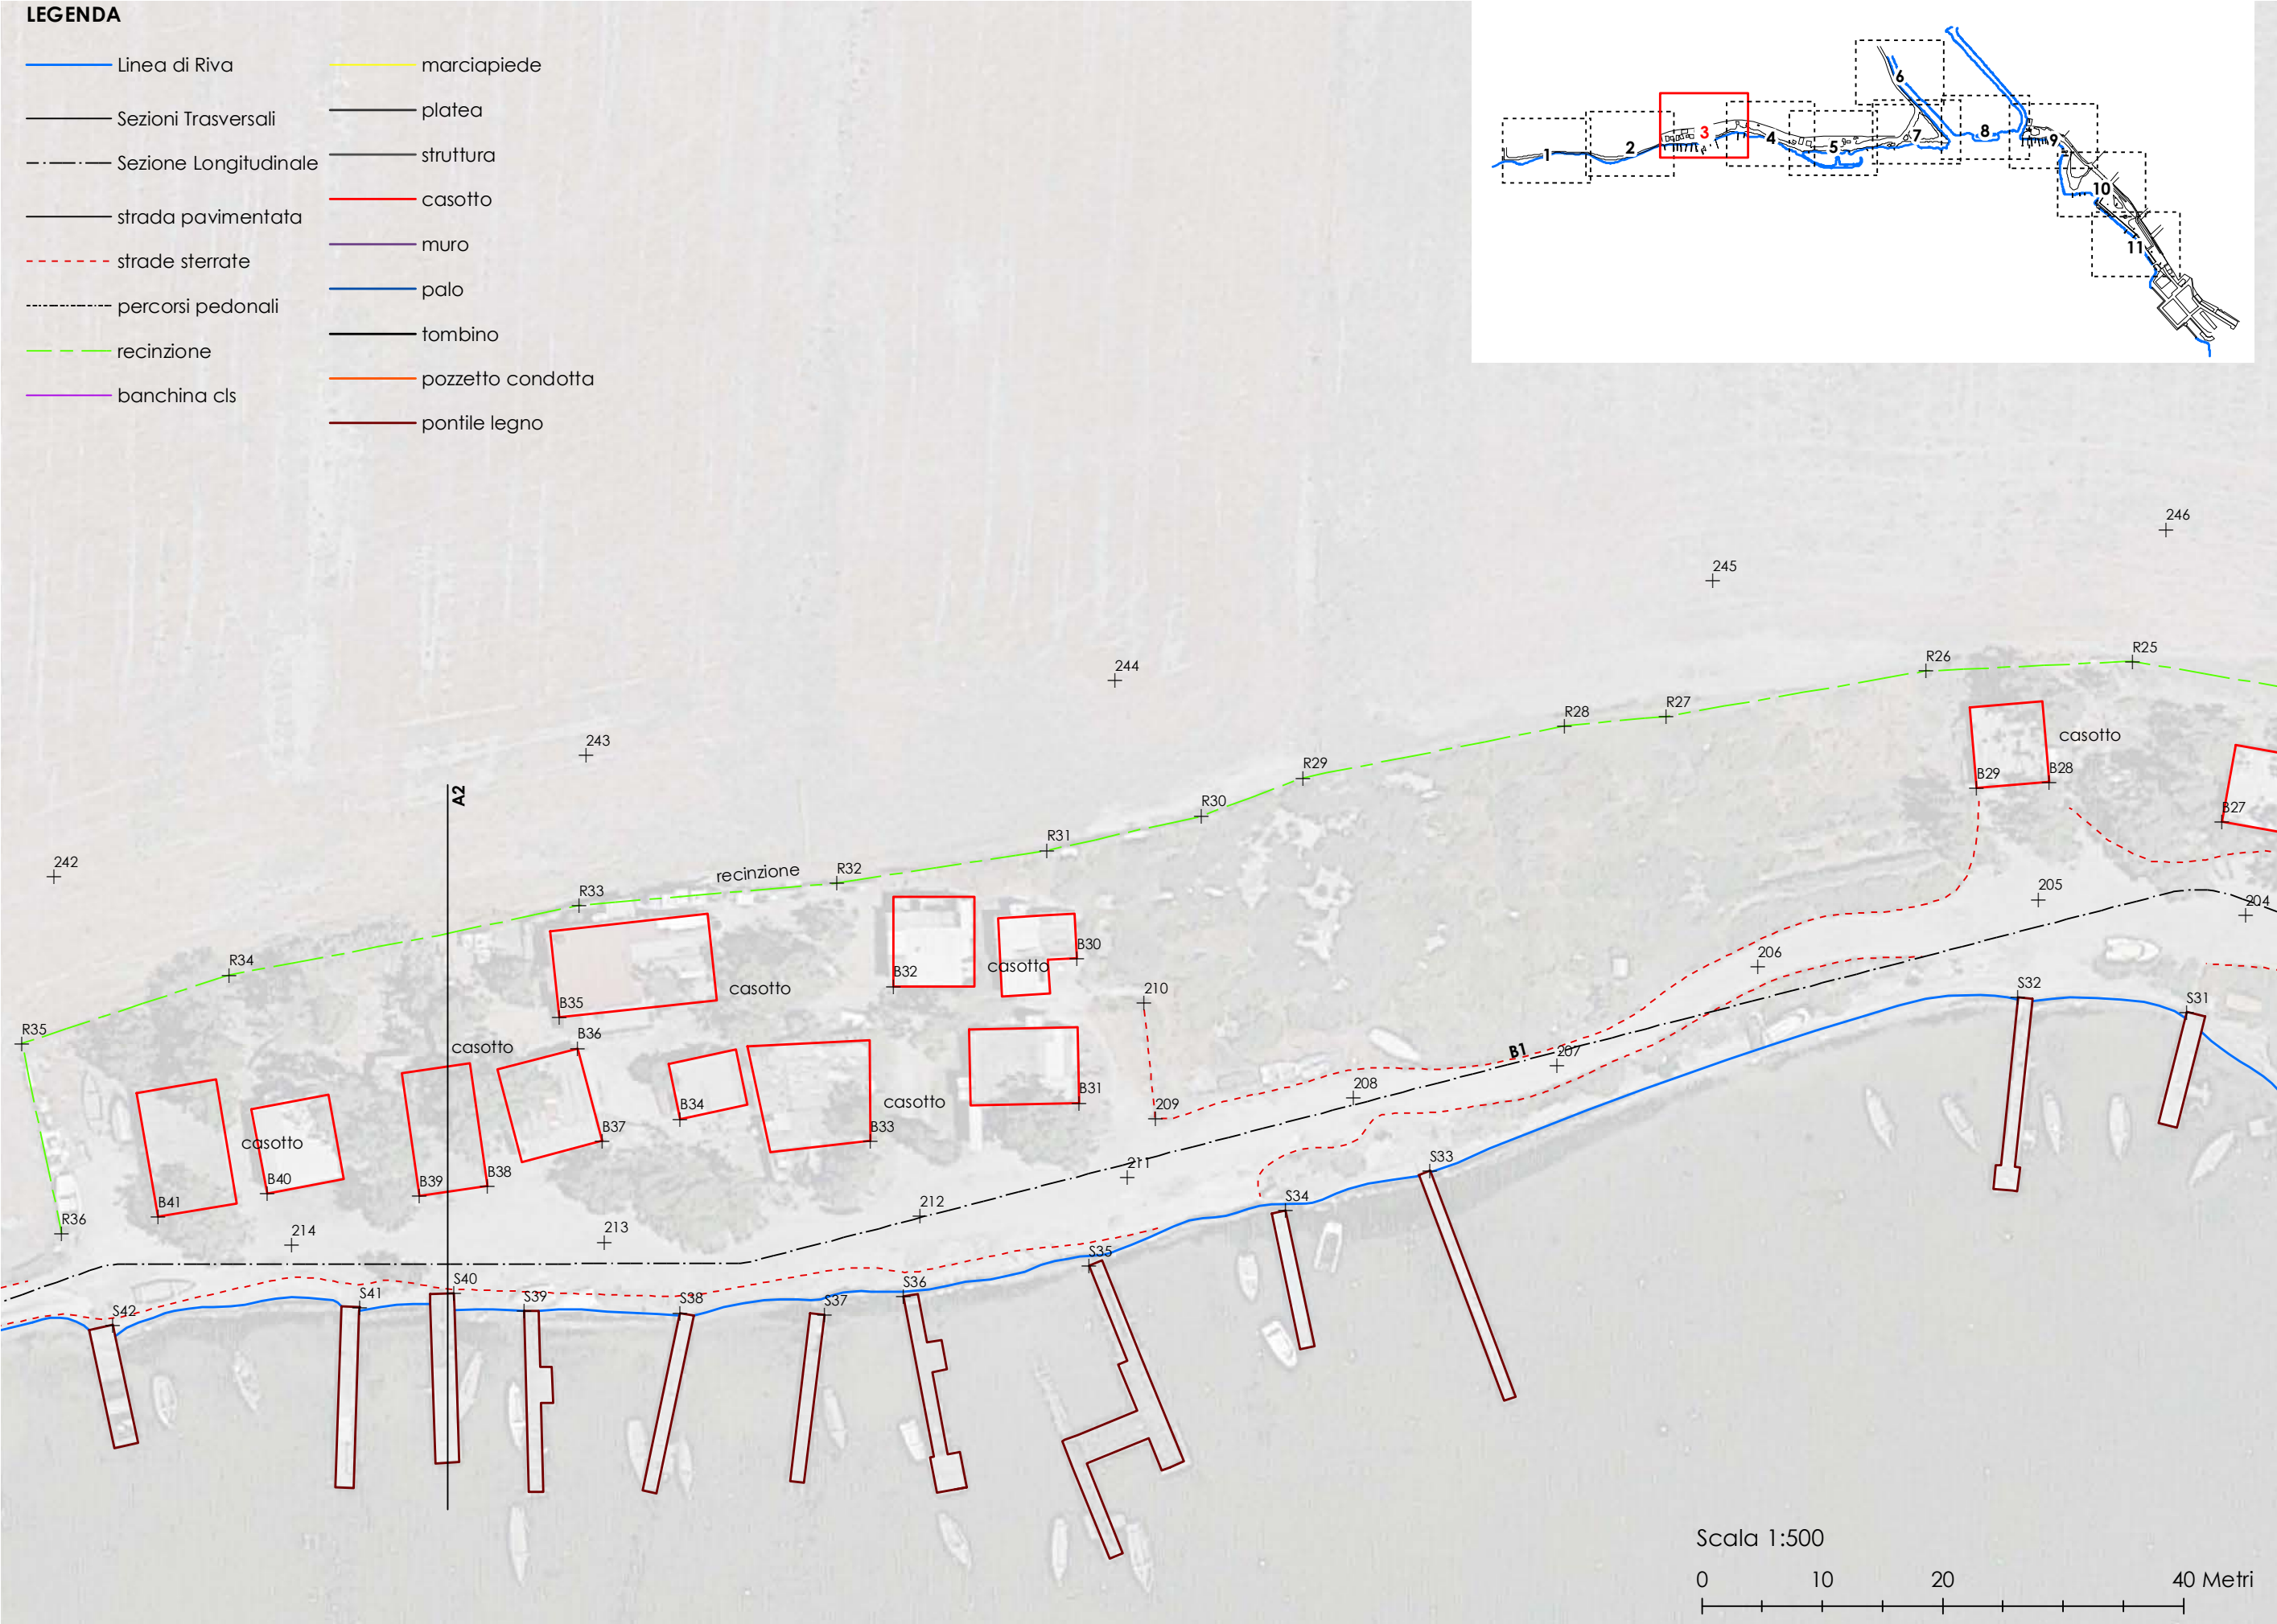 LEGENDA
Linea di Riva
Sezioni Trasversali
Sezione Longitudinale
strada pavimentata
strade sterrate
percorsi pedonali
recinzione
banchina cls
marciapiede
platea
struttura
casotto
muro
palo
tombino
pozzetto condotta
pontile legno
1
2
3
4
5
6
7
8
9
10
11
246
245
244
243
242
R25
R26
R27
R28
R29
R30
R31
R32
R33
R34
R35
R36
recinzione
A2
casotto
B29
B28
B27
205
204
206
207
B1
208
209
210
211
212
213
214
B30
casotto
B32
B31
casotto
B35
B36
casotto
casotto
B33
B34
B37
B38
B39
casotto
B40
B41
S31
S32
S33
S34
S35
S36
S37
S38
S39
S40
S41
S42
Scala 1:500
0 10 20 40 Metri